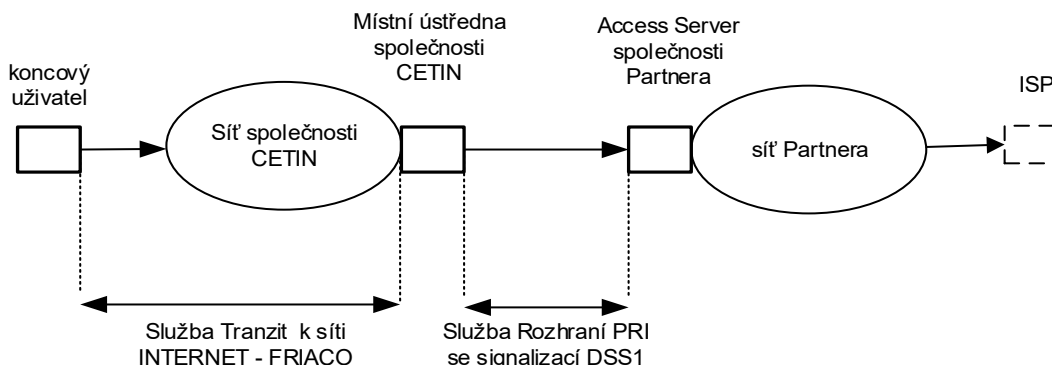 koncový
uživatel
Síť společnosti
CETIN
Místní ústředna
společnosti
CETIN
Access Server
společnosti
Partnera
síť Partnera
ISP
Služba Tranzit k síti
INTERNET - FRIACO
Služba Rozhraní PRI
se signalizací DSS1